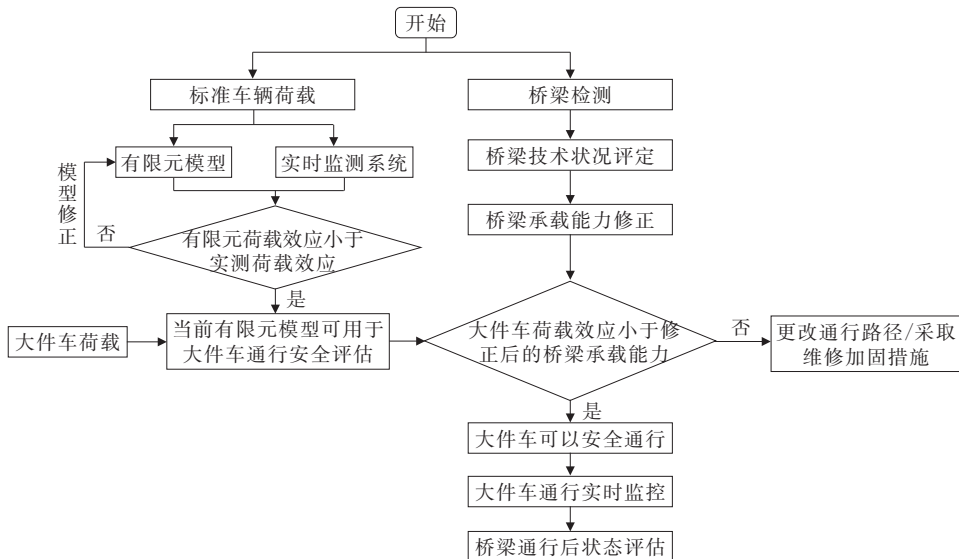 开始
标准车辆荷载
桥梁检测
有限元模型
实时监测系统
桥梁技术状况评定
模型修正
否
桥梁承载能力修正
有限元荷载效应小于
实测荷载效应
是
大件车荷载
当前有限元模型可用于
大件车通行安全评估
大件车荷载效应小于修
正后的桥梁承载能力
否
更改通行路径/采取
维修加固措施
是
大件车可以安全通行
大件车通行实时监控
桥梁通行后状态评估